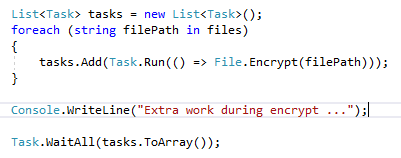 List<Task> tasks = new List<Task>();
foreach (string filePath in files)
{
    tasks.Add(Task.Run(() => File.Encrypt(filePath)));
}
Console.WriteLine("Extra work during encrypt ...");
Task.WaitAll(tasks.ToArray());